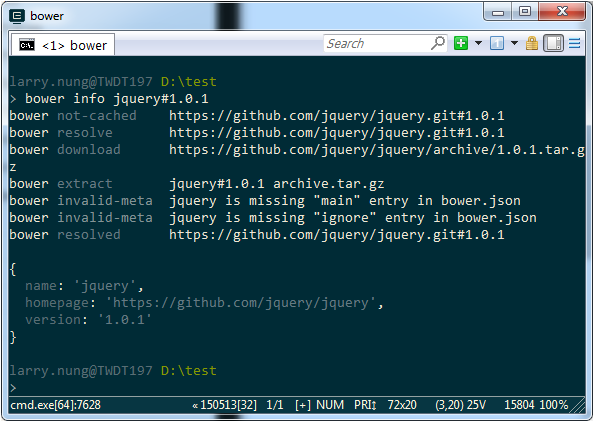 bower
<1> bower
Search
larry.nung@TWDT197 D:\test
> bower info jquery#1.0.1
bower not-cached    https://github.com/jquery/jquery.git#1.0.1
bower resolve       https://github.com/jquery/jquery.git#1.0.1
bower download      https://github.com/jquery/jquery/archive/1.0.1.tar.g
z
bower extract       jquery#1.0.1 archive.tar.gz
bower invalid-meta  jquery is missing "main" entry in bower.json
bower invalid-meta  jquery is missing "ignore" entry in bower.json
bower resolved      https://github.com/jquery/jquery.git#1.0.1
{
  name: 'jquery',
  homepage: 'https://github.com/jquery/jquery',
  version: '1.0.1'
}
larry.nung@TWDT197 D:\test
>
cmd.exe[64]:7628 « 150513[32] 1/1 [+] NUM PRI↕ 72x20 (3,20) 25V 15804 100%